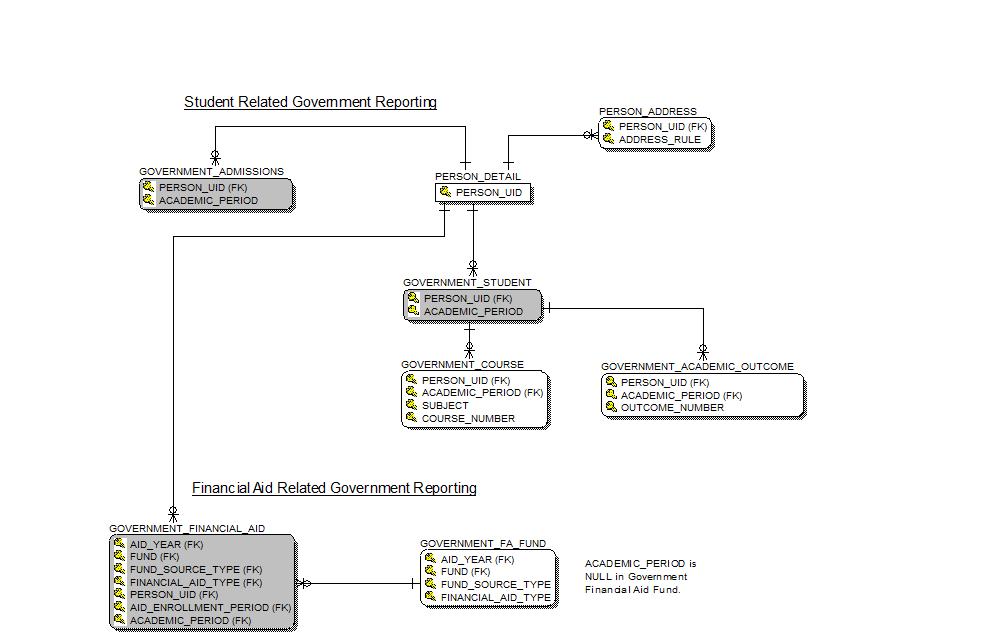 Student Related Government Reporting
PERSON_ADDRESS
PERSON_UID (FK)
ADDRESS_RULE
GOVERNMENT_ADMISSIONS
PERSON_UID (FK)
ACADEMIC_PERIOD
PERSON_DETAIL
PERSON_UID
GOVERNMENT_STUDENT
PERSON_UID (FK)
ACADEMIC_PERIOD
GOVERNMENT_COURSE
PERSON_UID (FK)
ACADEMIC_PERIOD (FK)
SUBJECT
COURSE_NUMBER
GOVERNMENT_ACADEMIC_OUTCOME
PERSON_UID (FK)
ACADEMIC_PERIOD (FK)
OUTCOME_NUMBER
Financial Aid Related Government Reporting
GOVERNMENT_FINANCIAL_AID
AID_YEAR (FK)
FUND (FK)
FUND_SOURCE_TYPE (FK)
FINANCIAL_AID_TYPE (FK)
PERSON_UID (FK)
AID_ENROLLMENT_PERIOD (FK)
ACADEMIC_PERIOD (FK)
GOVERNMENT_FA_FUND
AID_YEAR (FK)
FUND (FK)
FUND_SOURCE_TYPE
FINANCIAL_AID_TYPE
ACADEMIC_PERIOD is
NULL in Government
Financial Aid Fund.